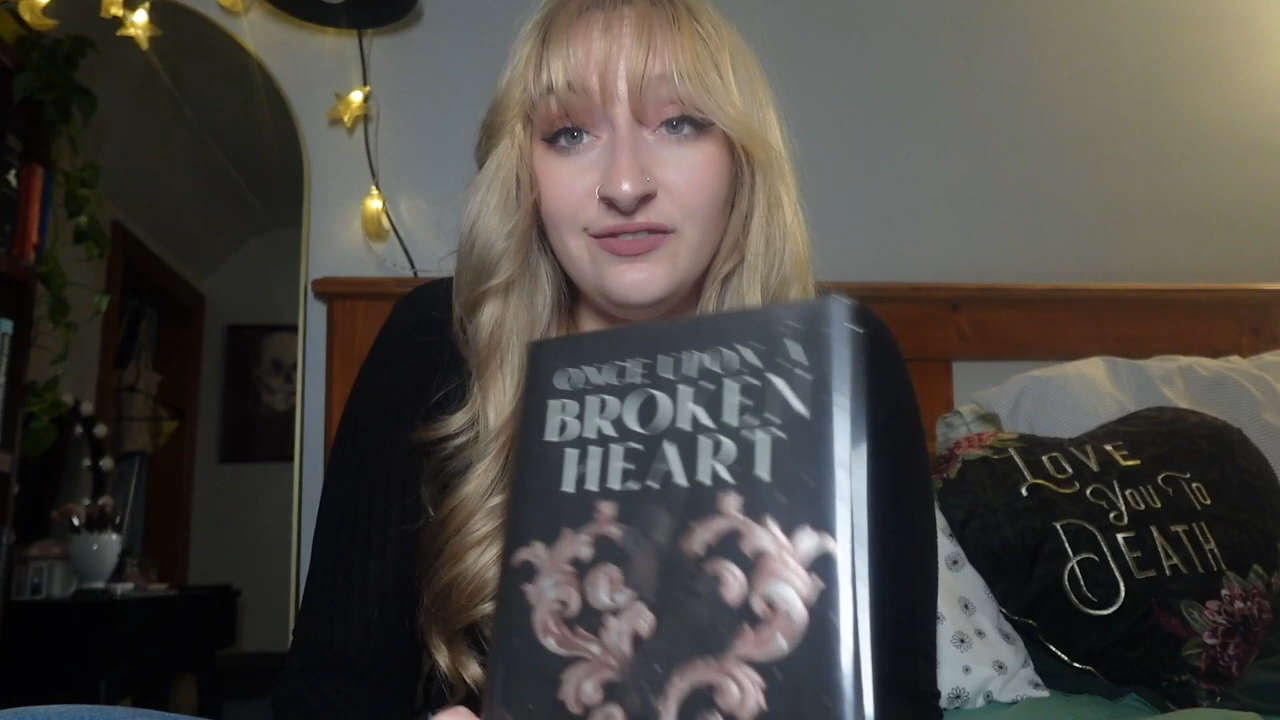 ONCE UPON A
BROKEN
HEART
LOVE
You To
DEATH